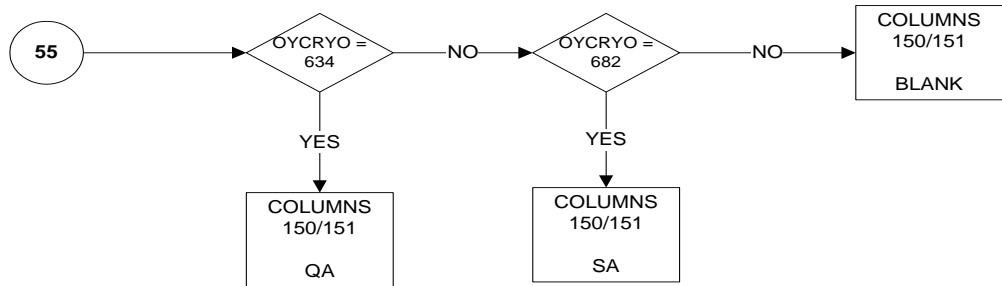 55
OYCRYO =
634
NO
OYCRYO =
682
NO
COLUMNS
150/151
BLANK
YES
YES
COLUMNS
150/151
QA
COLUMNS
150/151
SA